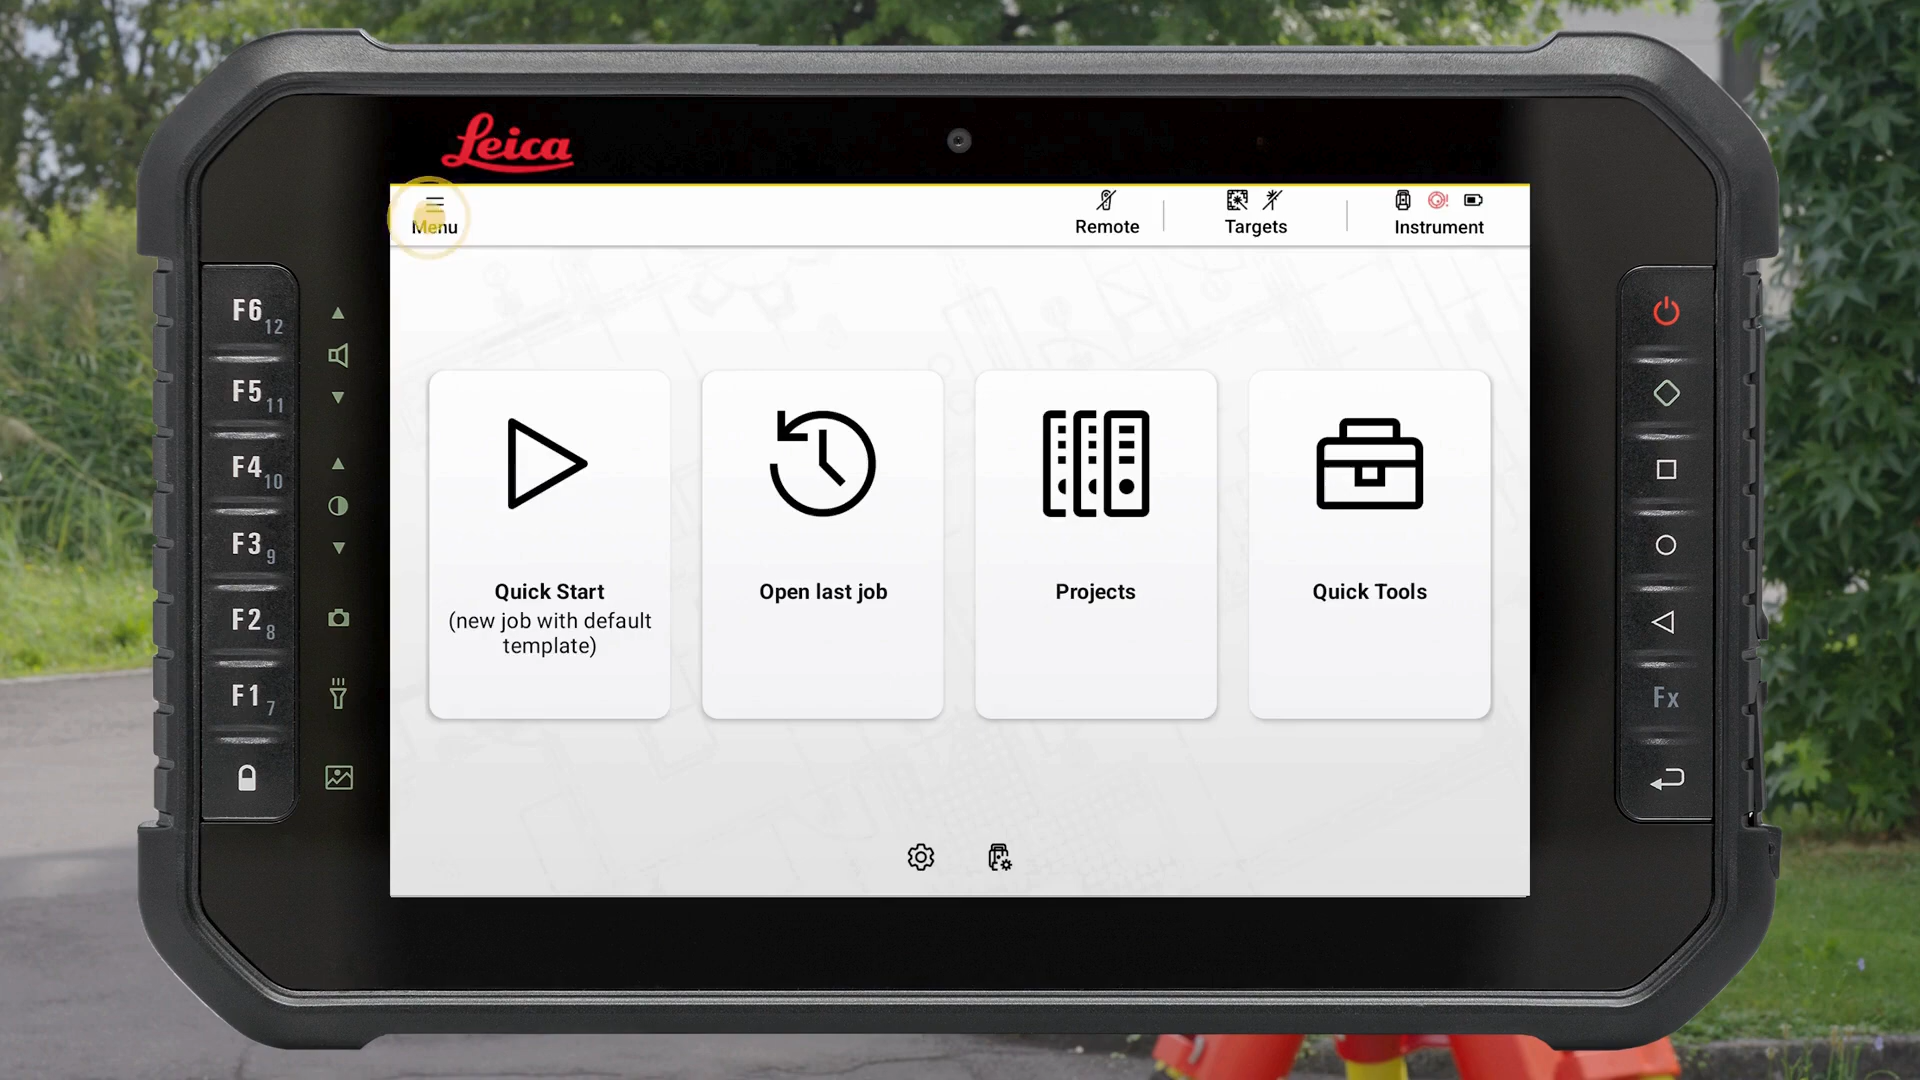 Leica
Menu
Remote
Targets
Instrument
F6 12
F5 11
F4 10
F3 9
F2 8
F1 7
Fx
Quick Start
(new job with default
template)
Open last job
Projects
Quick Tools